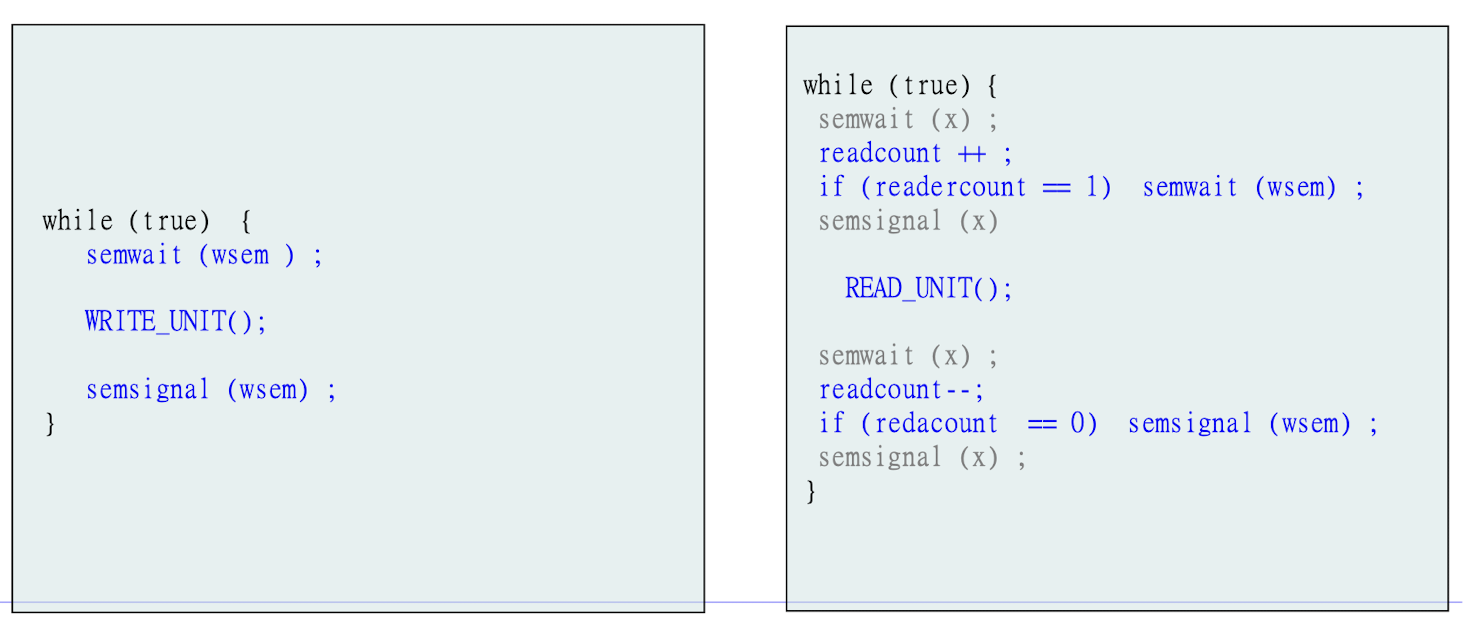 while (true)  {
semwait (wsem ) ;
WRITE_UNIT();
semsignal (wsem) ;
}
while (true) {
semwait (x) ;
readcount ++ ;
if (readercount == 1)  semwait (wsem) ;
semsignal (x)
READ_UNIT();
semwait (x) ;
readcount--;
if (redacount  == 0)  semsignal (wsem) ;
semsignal (x) ;
}